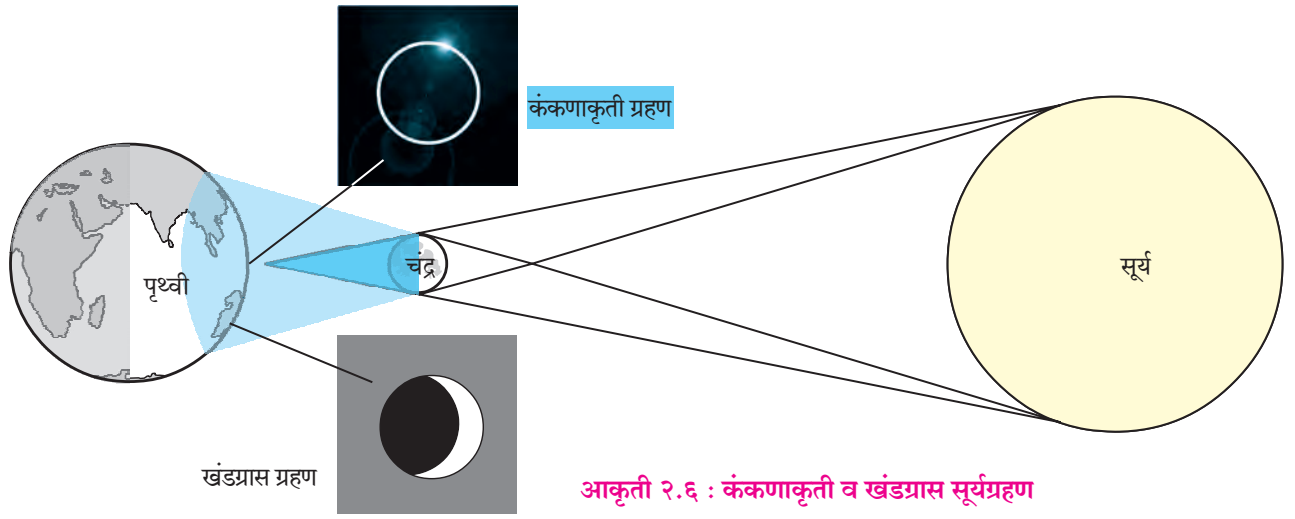 कंकणाकृती ग्रहण
पृथ्वी
चंद्र
सूर्य
खंडग्रास ग्रहण
आकृती २.६ : कंकणाकृती व खंडग्रास सूर्यग्रहण